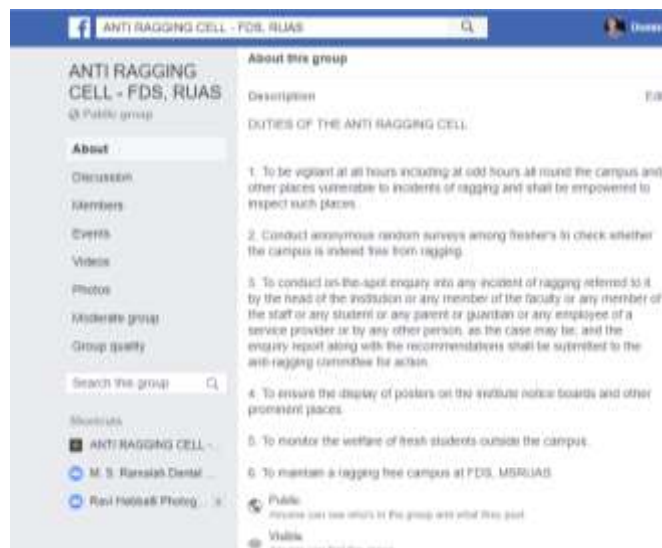 ANTI RAGGING CELL - FDS, RUAS
ANTI RAGGING
CELL - FDS, RUAS
Public group
About
Discussion
Members
Events
Videos
Photos
Moderate group
Group quality
Search this group
Shortcuts
ANTI RAGGING CELL -...
M. S. Ramaiah Dental ...
Ravi Habballi Photog...
About this group
Description
DUTIES OF THE ANTI RAGGING CELL
1. To be vigilant at all hours including at odd hours all round the campus and
other places vulnerable to incidents of ragging and shall be empowered to
inspect such places.
2. Conduct anonymous random surveys among fresher's to check whether
the campus is indeed free from ragging.
3. To conduct on-the-spot enquiry into any incident of ragging referred to it
by the head of the institution or any member of the faculty or any member of
the staff or any student or any parent or guardian or any employee of a
service provider or by any other person, as the case may be; and the
enquiry report along with the recommendations shall be submitted to the
anti-ragging committee for action.
4. To ensure the display of posters on the institute notice boards and other
prominent places.
5. To monitor the welfare of fresh students outside the campus.
6. To maintain a ragging free campus at FDS, MSRUAS.
Public
Anyone can see who's in the group and what they post.
Visible